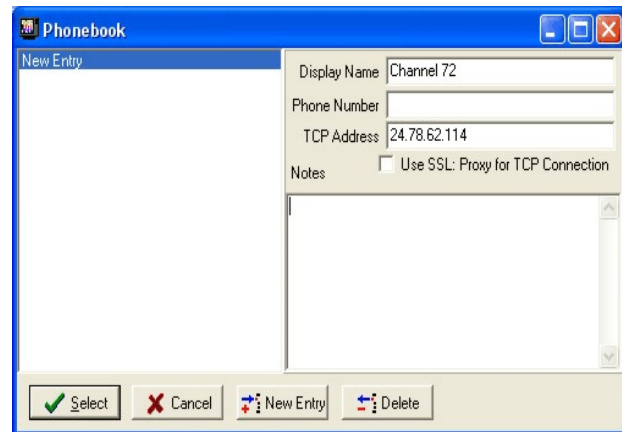 Phonebook
New Entry
Display Name Channel 72
Phone Number
TCP Address 24.78.62.114
Use SSL: Proxy for TCP Connection
Notes
Select Cancel New Entry Delete